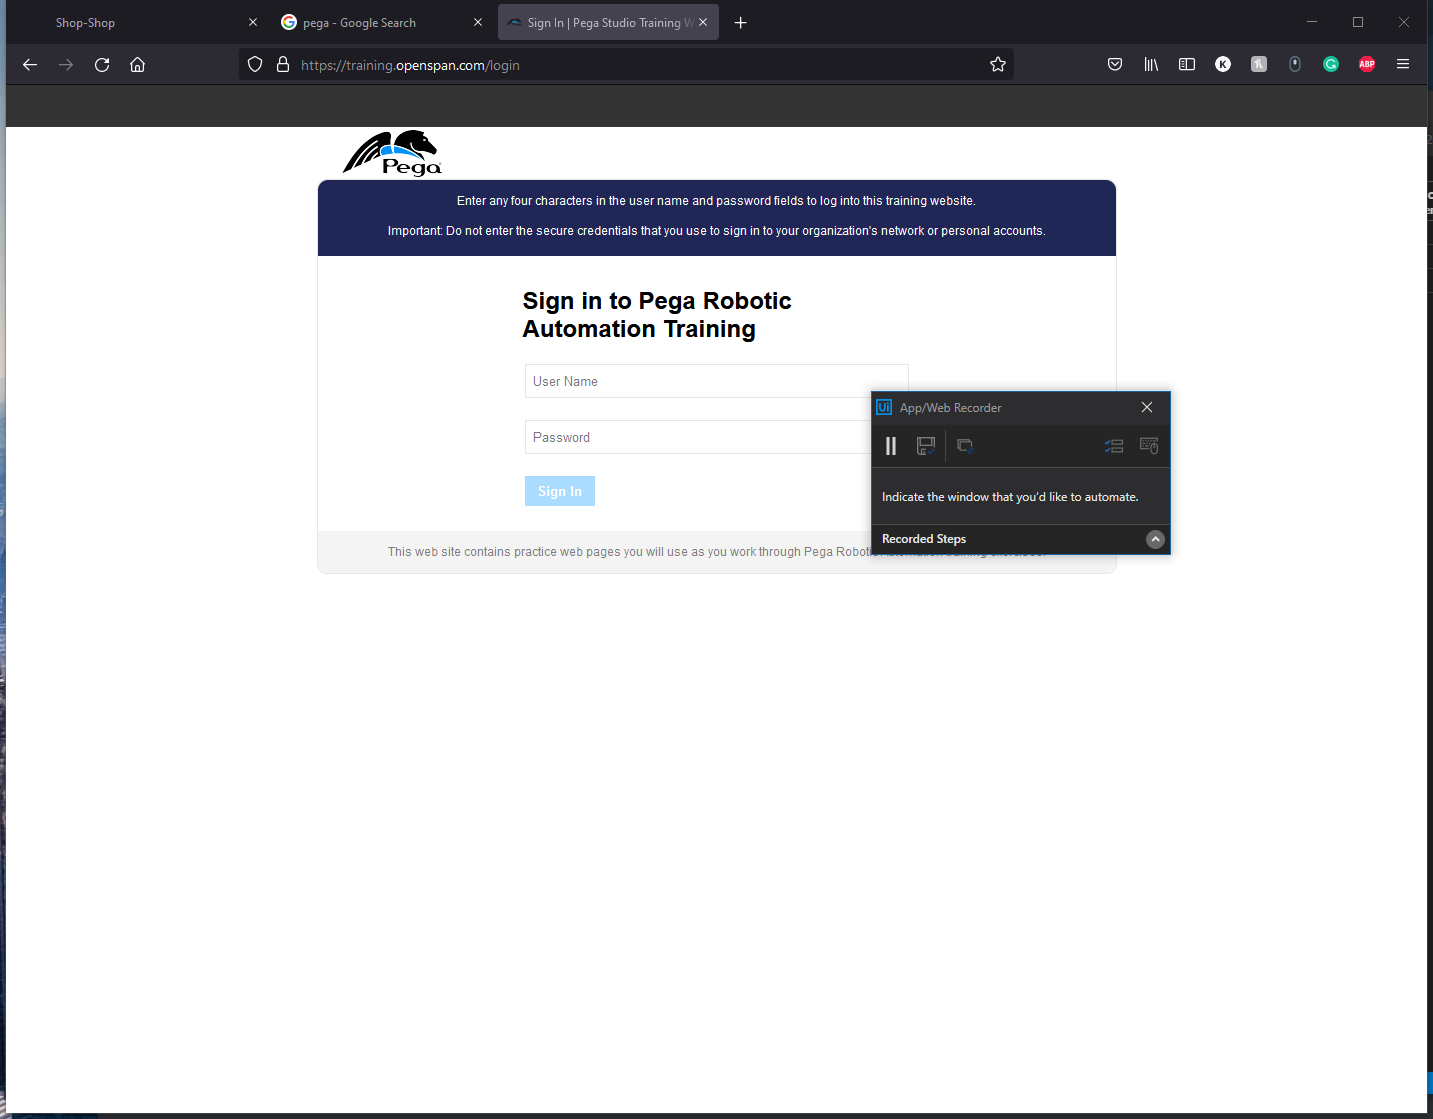 Shop-Shop
pega - Google Search
Sign In | Pega Studio Training W
https://training.openspan.com/login
K
ABP
Pega
Enter any four characters in the user name and password fields to log into this training website.
Important: Do not enter the secure credentials that you use to sign in to your organization's network or personal accounts.
Sign in to Pega Robotic
Automation Training
User Name
Password
Sign In
Ui App/Web Recorder
Indicate the window that you'd like to automate.
Recorded Steps
This web site contains practice web pages you will use as you work through Pega Roboti